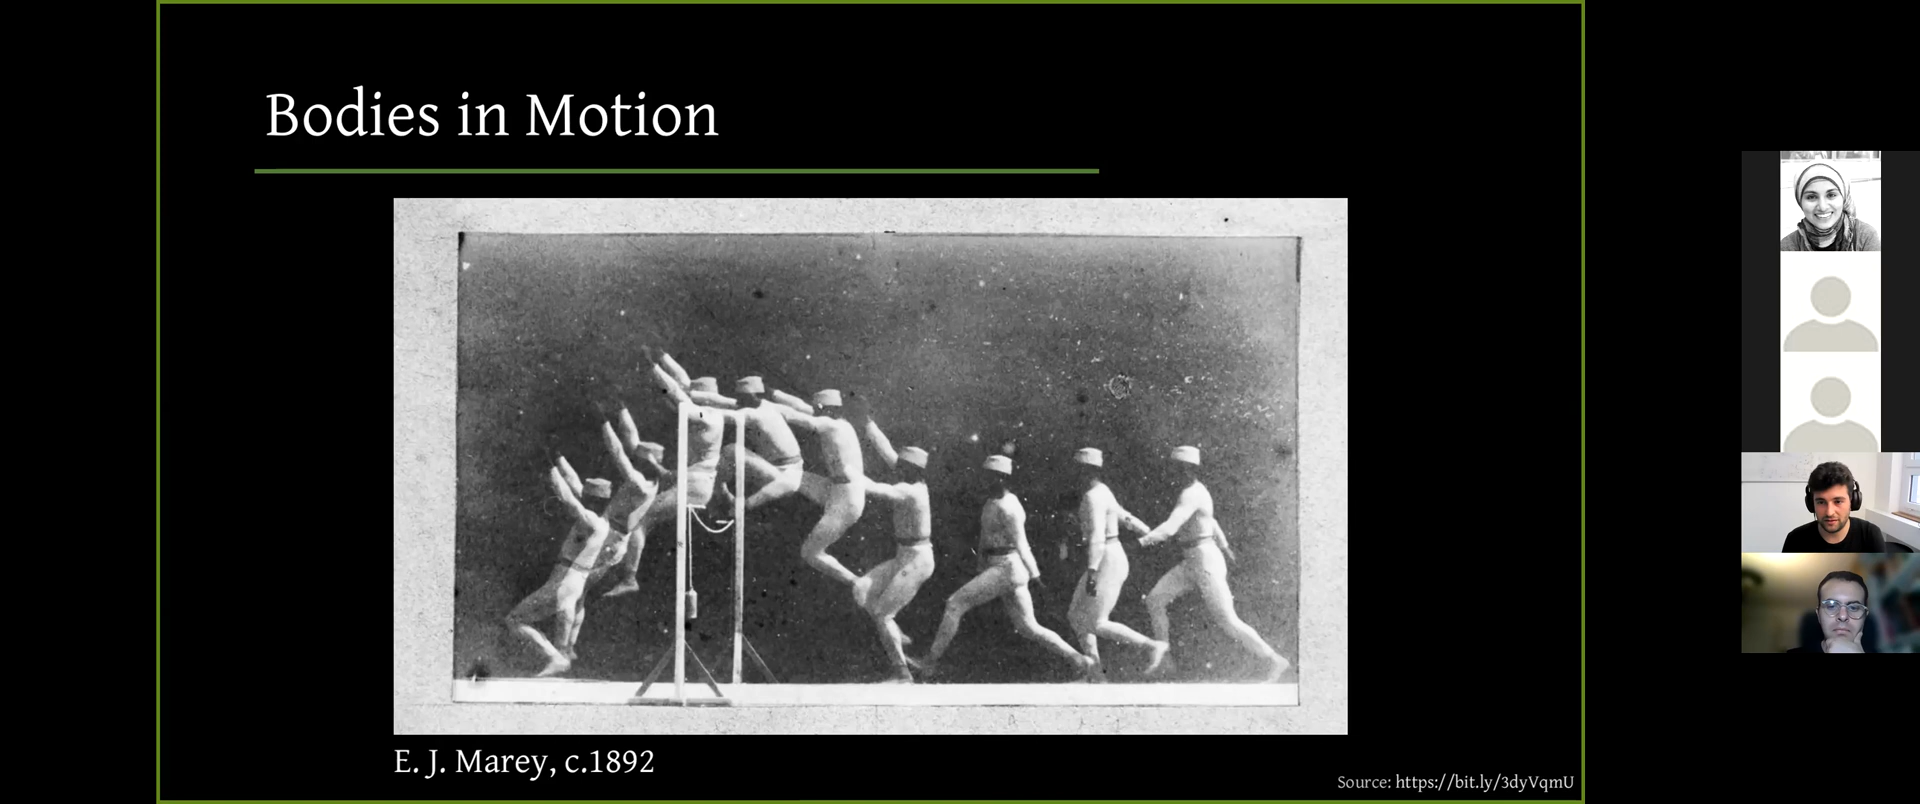 Bodies in Motion
E. J. Marey, c.1892
Source: https://bit.ly/3dyVqmU